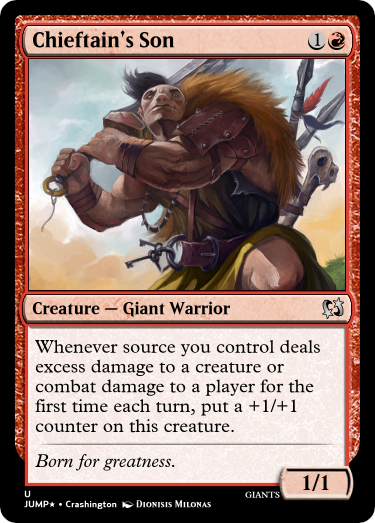 Chieftain's Son 1
Creature — Giant Warrior
Whenever source you control deals
excess damage to a creature or
combat damage to a player for the
first time each turn, put a +1/+1
counter on this creature.
Born for greatness.
1/1
U
GIANTS
JUMP★ • Crashington DIONISIS MILONAS